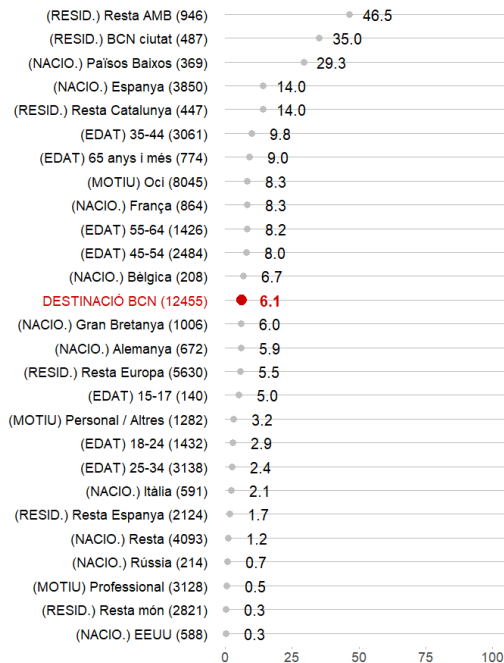 (RESID.) Resta AMB (946) 46.5
(RESID.) BCN ciutat (487) 35.0
(NACIO.) Països Baixos (369) 29.3
(NACIO.) Espanya (3850) 14.0
(RESID.) Resta Catalunya (447) 14.0
(EDAT) 35-44 (3061) 9.8
(EDAT) 65 anys i més (774) 9.0
(MOTIU) Oci (8045) 8.3
(NACIO.) França (864) 8.3
(EDAT) 55-64 (1426) 8.2
(EDAT) 45-54 (2484) 8.0
(NACIO.) Bèlgica (208) 6.7
DESTINACIÓ BCN (12455) 6.1
(NACIO.) Gran Bretanya (1006) 6.0
(NACIO.) Alemanya (672) 5.9
(RESID.) Resta Europa (5630) 5.5
(EDAT) 15-17 (140) 5.0
(MOTIU) Personal / Altres (1282) 3.2
(EDAT) 18-24 (1432) 2.9
(EDAT) 25-34 (3138) 2.4
(NACIO.) Itàlia (591) 2.1
(RESID.) Resta Espanya (2124) 1.7
(NACIO.) Resta (4093) 1.2
(NACIO.) Rússia (214) 0.7
(MOTIU) Professional (3128) 0.5
(RESID.) Resta món (2821) 0.3
(NACIO.) EEUU (588) 0.3
0 25 50 75 100